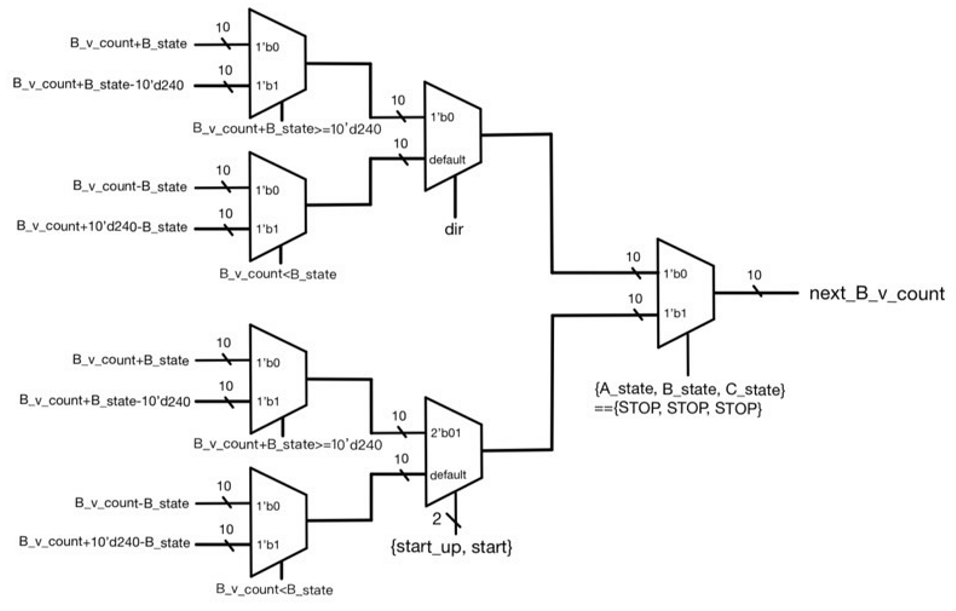 10
B_v_count+B_state
1'b0
10
B_v_count+B_state-10'd240
1'b1
B_v_count+B_state>=10'd240
10
B_v_count-B_state
1'b0
10
B_v_count+10'd240-B_state
1'b1
B_v_count<B_state
10
1'b0
10
default
dir
10
B_v_count+B_state
1'b0
10
B_v_count+B_state-10'd240
1'b1
B_v_count+B_state>=10'd240
10
B_v_count-B_state
1'b0
10
B_v_count+10'd240-B_state
1'b1
B_v_count<B_state
10
2'b01
10
default
2
{start_up, start}
10
1'b0
10
1'b1
{A_state, B_state, C_state}
=={STOP, STOP, STOP}
10
next_B_v_count